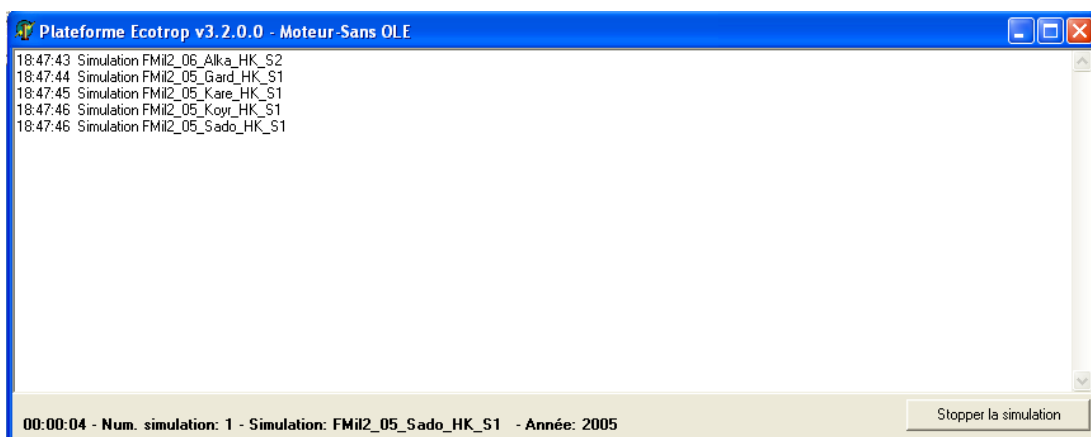 Plateforme Ecotrop v3.2.0.0 - Moteur-Sans OLE
18:47:43 Simulation FMil2_06_Alka_HK_S2
18:47:44 Simulation FMil2_05_Gard_HK_S1
18:47:45 Simulation FMil2_05_Kare_HK_S1
18:47:46 Simulation FMil2_05_Koyr_HK_S1
18:47:46 Simulation FMil2_05_Sado_HK_S1
00:00:04 - Num. simulation: 1 - Simulation: FMil2_05_Sado_HK_S1 - Année: 2005
Stopper la simulation